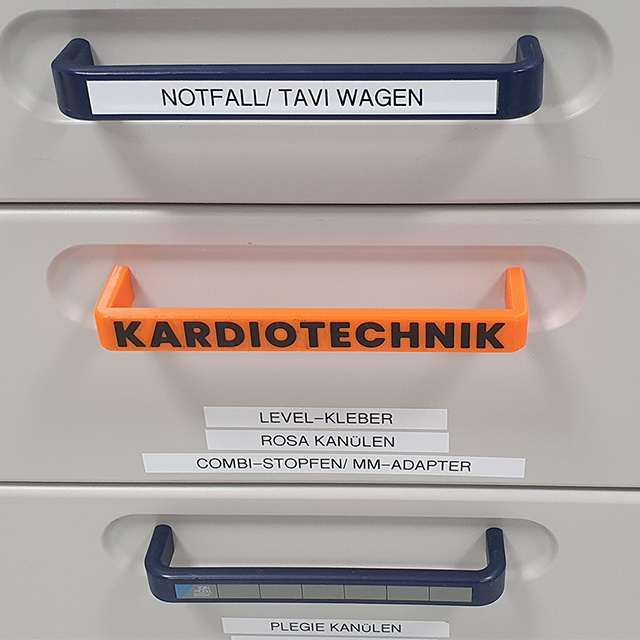 NOTFALL/ TAVI WAGEN
KARDIOTECHNIK
LEVEL-KLEBER
ROSA KANÜLEN
COMBI-STOPFEN/ MM-ADAPTER
PLEGIE KANÜLEN